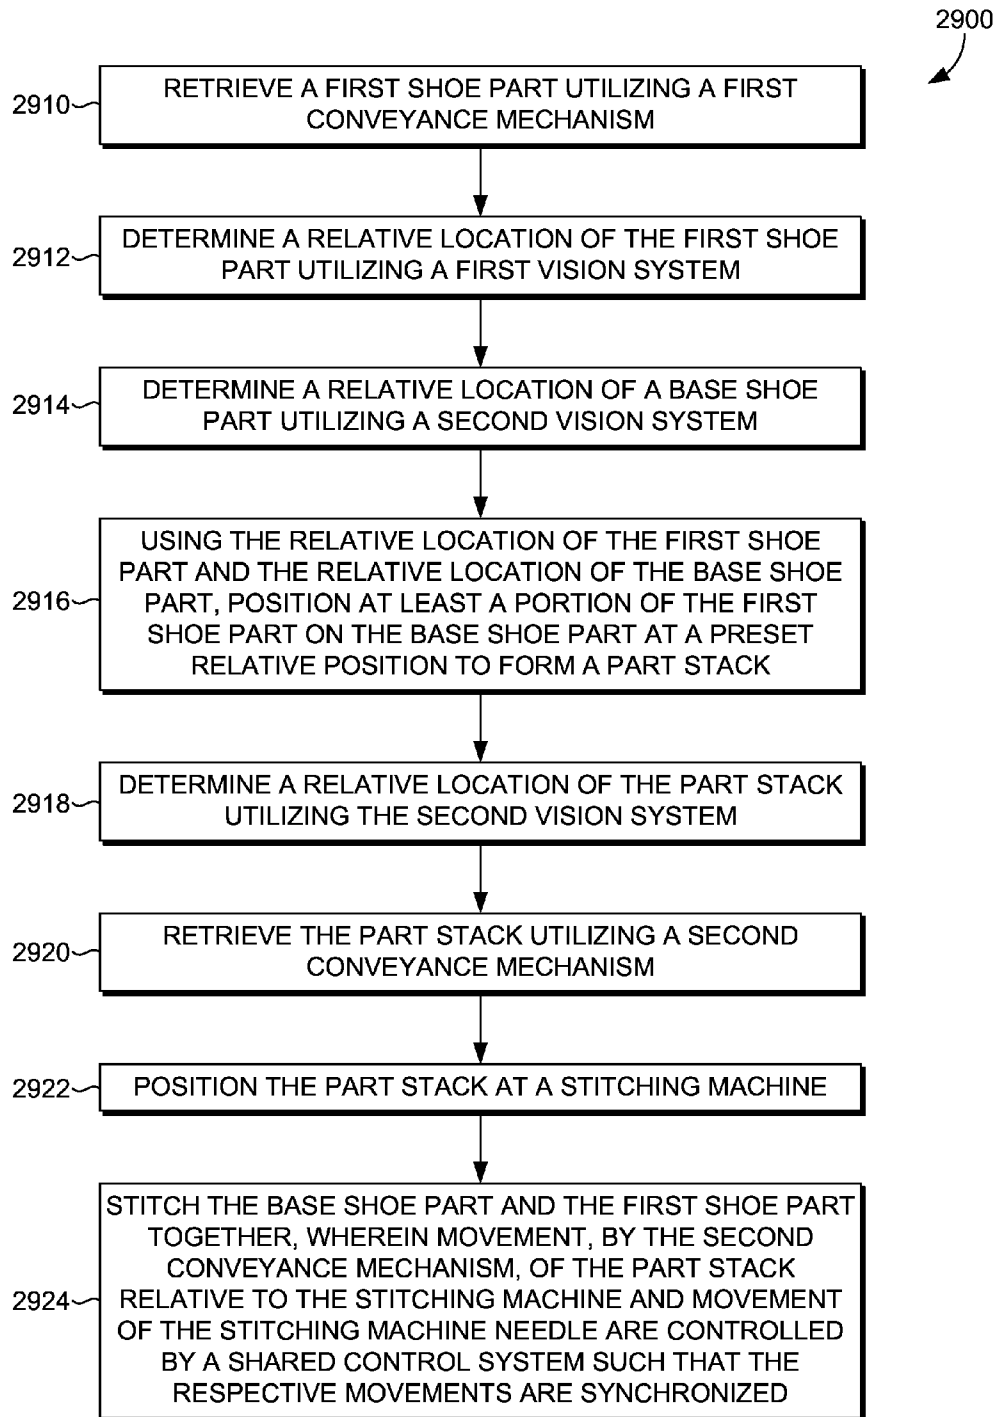 2900
2910
RETRIEVE A FIRST SHOE PART UTILIZING A FIRST
CONVEYANCE MECHANISM
2912
DETERMINE A RELATIVE LOCATION OF THE FIRST SHOE
PART UTILIZING A FIRST VISION SYSTEM
2914
DETERMINE A RELATIVE LOCATION OF A BASE SHOE
PART UTILIZING A SECOND VISION SYSTEM
2916
USING THE RELATIVE LOCATION OF THE FIRST SHOE
PART AND THE RELATIVE LOCATION OF THE BASE SHOE
PART, POSITION AT LEAST A PORTION OF THE FIRST
SHOE PART ON THE BASE SHOE PART AT A PRESET
RELATIVE POSITION TO FORM A PART STACK
2918
DETERMINE A RELATIVE LOCATION OF THE PART STACK
UTILIZING THE SECOND VISION SYSTEM
2920
RETRIEVE THE PART STACK UTILIZING A SECOND
CONVEYANCE MECHANISM
2922
POSITION THE PART STACK AT A STITCHING MACHINE
2924
STITCH THE BASE SHOE PART AND THE FIRST SHOE PART
TOGETHER, WHEREIN MOVEMENT, BY THE SECOND
CONVEYANCE MECHANISM, OF THE PART STACK
RELATIVE TO THE STITCHING MACHINE AND MOVEMENT
OF THE STITCHING MACHINE NEEDLE ARE CONTROLLED
BY A SHARED CONTROL SYSTEM SUCH THAT THE
RESPECTIVE MOVEMENTS ARE SYNCHRONIZED